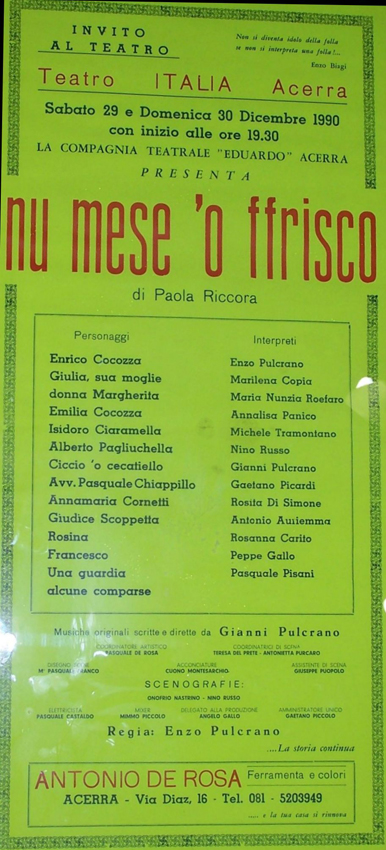 INVITO
AL TEATRO
Non si diventa idolo della folla
se non si interpreta una folla!...
Enzo Biagi
Teatro ITALIA Acerra
Sabato 29 e Domenica 30 Dicembre 1990
con inizio alle ore 19.30
LA COMPAGNIA TEATRALE "EDUARDO" ACERRA
PRESENTA
nu mese 'o ffrisco
di Paola Riccora
Personaggi Interpreti
Enrico Cocozza Enzo Pulcrano
Giulia, sua moglie Marilena Copia
donna Margherita Maria Nunzia Roefaro
Emilia Cocozza Annalisa Panico
Isidoro Ciaramella Michele Tramontano
Alberto Pagliuchella Nino Russo
Ciccio 'o cecatiello Gianni Pulcrano
Avv. Pasquale Chiappillo Gaetano Picardi
Annamaria Cornetti Rosita Di Simone
Giudice Scoppetta Antonio Auriemma
Rosina Rosanna Carito
Francesco Peppe Gallo
Una guardia Pasquale Pisani
alcune comparse
Musiche originali scritte e dirette da Gianni Pulcrano
COORDINATORE ARTISTICO COORDINATRICI DI SCENA
PASQUALE DE ROSA TERESA DEL PRETE - ANTONIETTA PURCARO
DISEGNO ACCONCIATURE ASSISTENTE DI SCENA
Mº PASQUALE FRANCO CUONO MONTESARCHIO GIUSEPPE PUOPOLO
SCENOGRAFIE:
ONOFRIO NASTRINO - NINO RUSSO
ELETTRICISTA MIXER DELEGATO ALLA PRODUZIONE AMMINISTRATORE UNICO
PASQUALE CASTALDO MIMMO PICCOLO ANGELO GALLO GAETANO PICCOLO
Regia: Enzo Pulcrano
....La storia continua
ANTONIO DE ROSA Ferramenta e colori
ACERRA - Via Diaz, 16 - Tel. 081 - 5203949
..... e la tua casa si rinnova